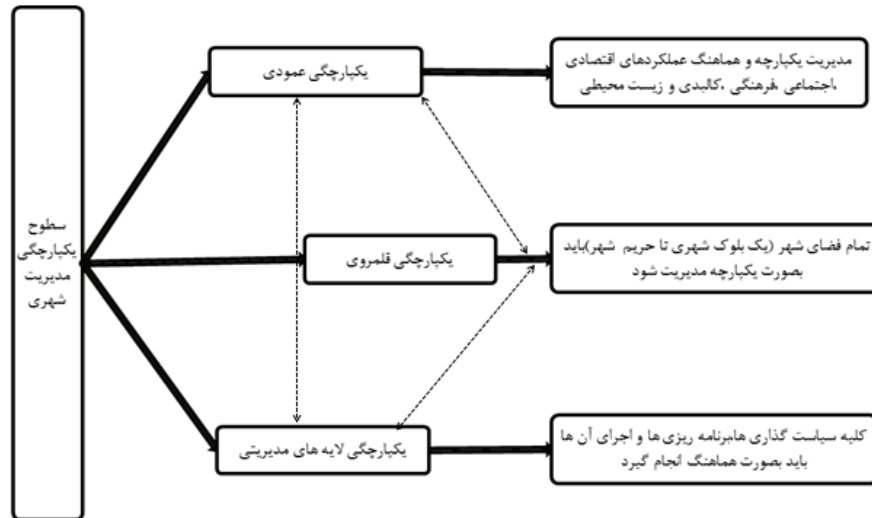 سطوح
یکپارچگی
مدیریت
شهری
یکپارچگی عمودی
مدیریت یکپارچه و هماهنگ عملکردهای اقتصادی
،اجتماعی ،فرهنگی ،کالبدی و زیست محیطی
یکپارچگی قلمروی
تمام فضای شهر (یک بلوک شهری تا حریم شهر)باید
بصورت یکپارچه مدیریت شود
یکپارچگی لایه های مدیریتی
کلیه سیاست گذاری ها،برنامه ریزی ها و اجرای آن ها
باید بصورت هماهنگ انجام گیرد